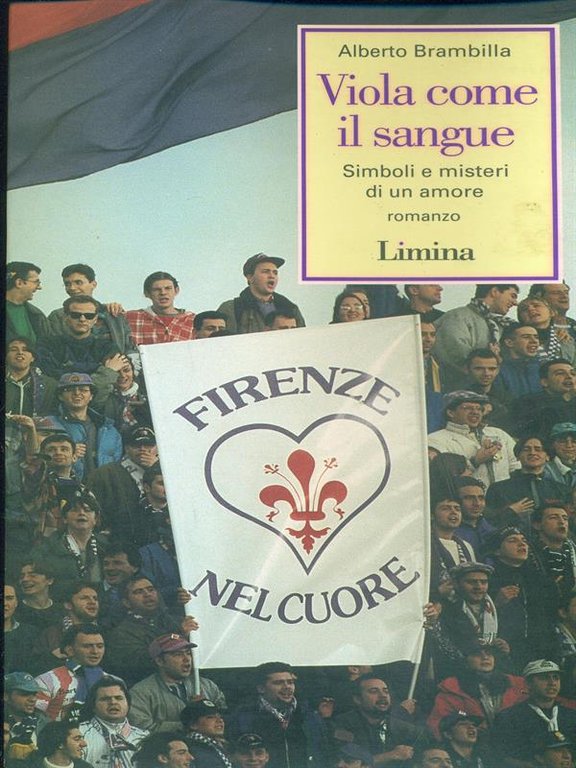 Alberto Brambilla
Viola come
il sangue
Simboli e misteri
di un amore
romanzo
Limina
FIRENZE
NEL CUORE